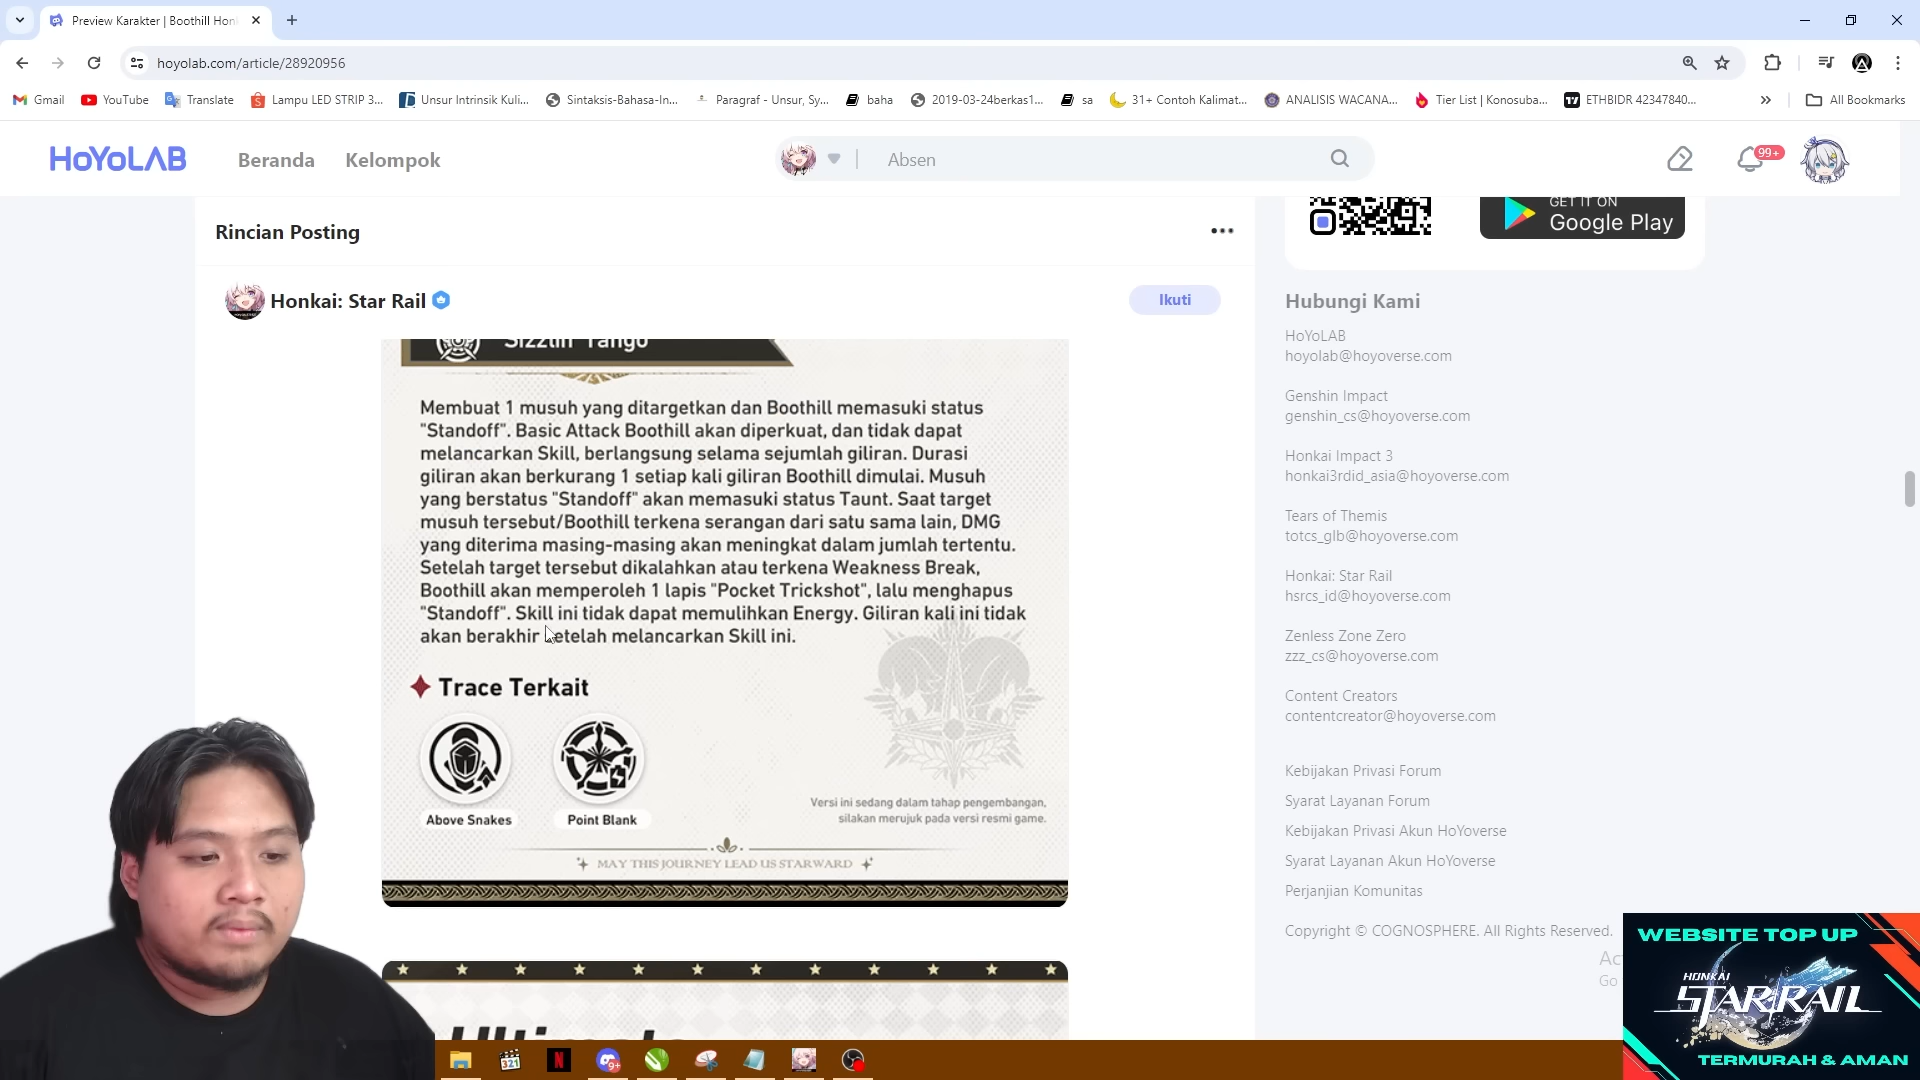 Preview Karakter | Boothill Honk
hoyolab.com/article/28920956
Gmail
YouTube
Translate
Lampu LED STRIP 3...
Unsur Intrinsik Kuli...
Sintaksis-Bahasa-In...
Paragraf - Unsur, Sy...
baha
2019-03-24berkas1...
sa
31+ Contoh Kalimat...
ANALISIS WACANA...
Tier List | Konosuba...
ETHBIDR 42347840...
All Bookmarks
HoYoLAB
Beranda
Kelompok
Absen
99+
Rincian Posting
Honkai: Star Rail
Ikuti
Sizzlin' Tango
Membuat 1 musuh yang ditargetkan dan Boothill memasuki status
"Standoff". Basic Attack Boothill akan diperkuat, dan tidak dapat
melancarkan Skill, berlangsung selama sejumlah giliran. Durasi
giliran akan berkurang 1 setiap kali giliran Boothill dimulai. Musuh
yang berstatus "Standoff" akan memasuki status Taunt. Saat target
musuh tersebut/Boothill terkena serangan dari satu sama lain, DMG
yang diterima masing-masing akan meningkat dalam jumlah tertentu.
Setelah target tersebut dikalahkan atau terkena Weakness Break,
Boothill akan memperoleh 1 lapis "Pocket Trickshot", lalu menghapus
"Standoff". Skill ini tidak dapat memulihkan Energy. Giliran kali ini tidak
akan berakhir setelah melancarkan Skill ini.
Trace Terkait
Above Snakes
Point Blank
Versi ini sedang dalam tahap pengembangan,
silakan merujuk pada versi resmi game.
MAY THIS JOURNEY LEAD US STARWARD
Ultimate
GET IT ON
Google Play
Hubungi Kami
HoYoLAB
hoyolab@hoyoverse.com
Genshin Impact
genshin_cs@hoyoverse.com
Honkai Impact 3
honkai3rdid_asia@hoyoverse.com
Tears of Themis
totcs_glb@hoyoverse.com
Honkai: Star Rail
hsrcs_id@hoyoverse.com
Zenless Zone Zero
zzz_cs@hoyoverse.com
Content Creators
contentcreator@hoyoverse.com
Kebijakan Privasi Forum
Syarat Layanan Forum
Kebijakan Privasi Akun HoYoverse
Syarat Layanan Akun HoYoverse
Perjanjian Komunitas
Copyright © COGNOSPHERE. All Rights Reserved.
Ac
Go
WEBSITE TOP UP
HONKAI
STAR RAIL
TERMURAH & AMAN
321
N
9+